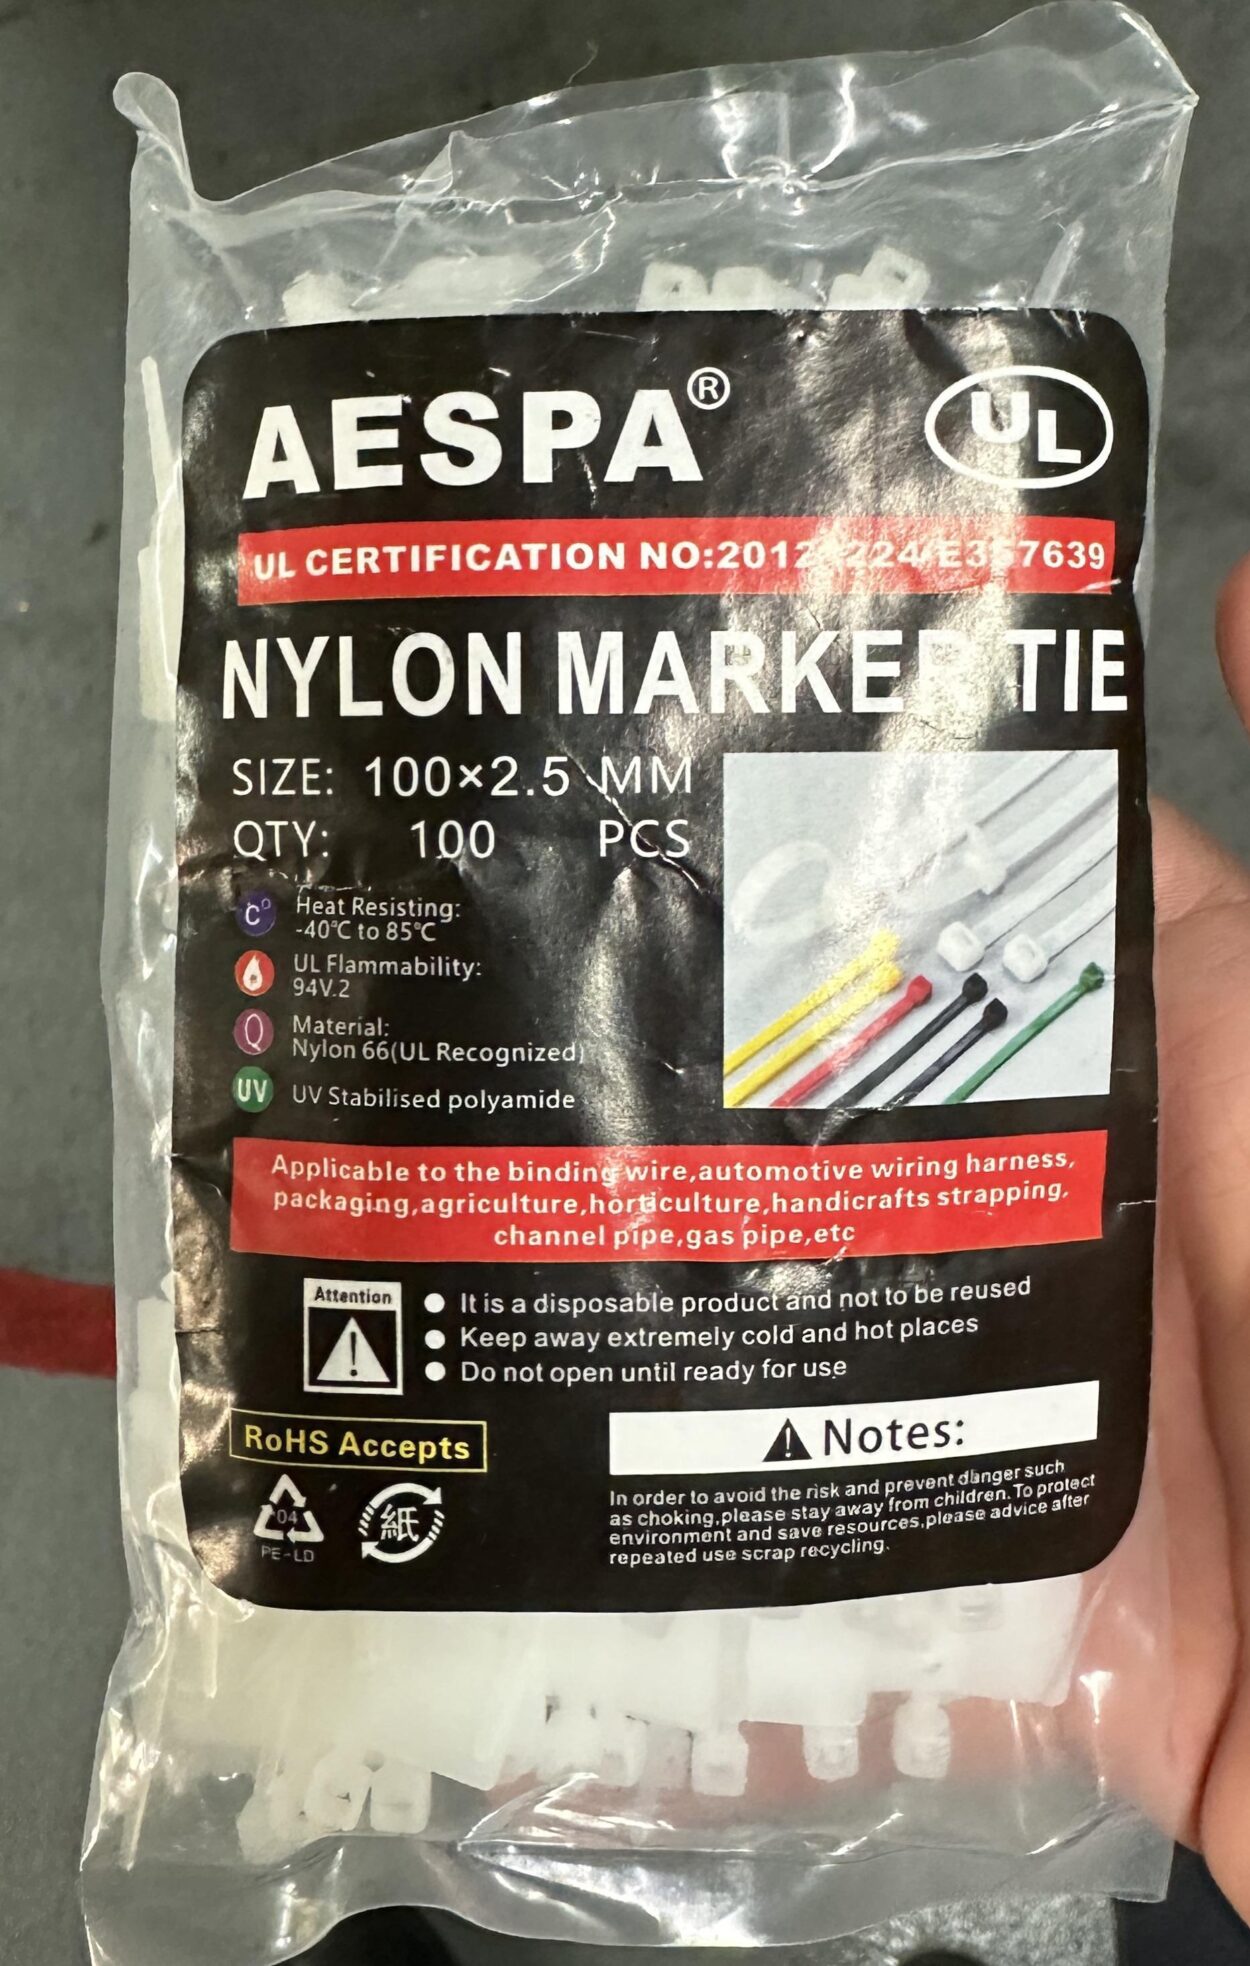 AESPA®
UL
UL CERTIFICATION NO:2012 224/E357639
NYLON MARKER TIE
SIZE: 100×2.5 MM
QTY: 100 PCS
C° Heat Resisting:
-40℃ to 85℃
UL Flammability:
94V.2
Q Material:
Nylon 66(UL Recognized)
UV UV Stabilised polyamide
Applicable to the binding wire,automotive wiring harness,
packaging,agriculture,horticulture,handicrafts strapping,
channel pipe,gas pipe,etc
Attention
● It is a disposable product and not to be reused
● Keep away extremely cold and hot places
● Do not open until ready for use
RoHS Accepts
04
PE-LD
紙
Notes:
In order to avoid the risk and prevent danger such
as choking,please stay away from children.To protect
environment and save resources,please advice after
repeated use scrap recycling.